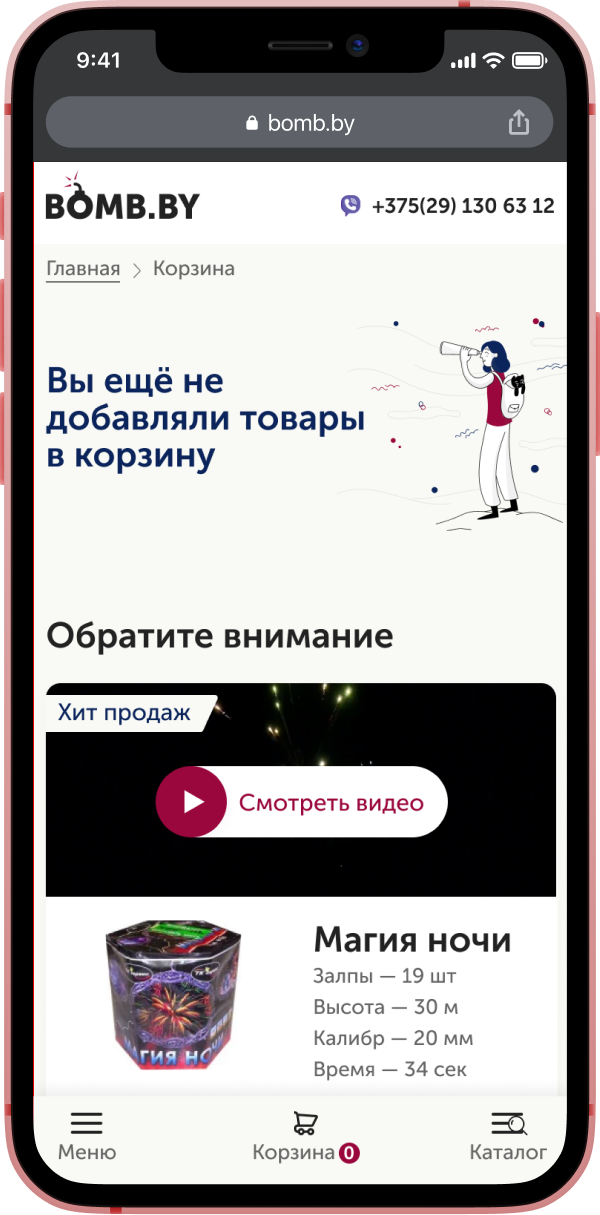 9:41
bomb.by
BOMB.BY
+375(29) 130 63 12
Главная > Корзина
Вы ещё не
добавляли товары
в корзину
Обратите внимание
Хит продаж
Смотреть видео
Магия ночи
Залпы — 19 шт
Высота — 30 м
Калибр — 20 мм
Время — 34 сек
МАГИЯ НОЧИ
Меню
Корзина 0
Каталог